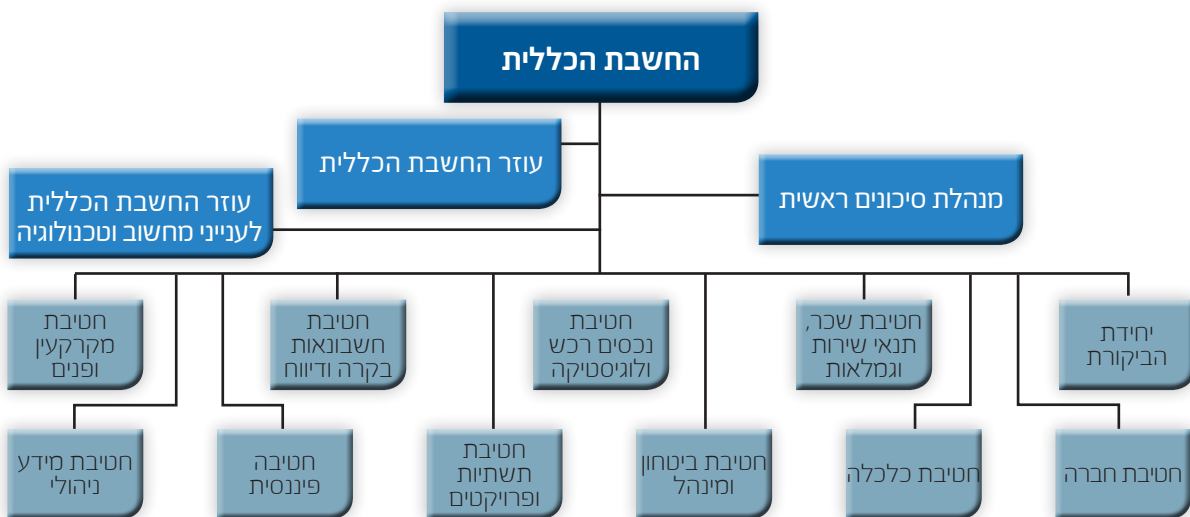 החשבת הכללית
עוזר החשבת הכללית
מנהלת סיכונים ראשית
עוזר החשבת הכללית
לענייני מחשוב וטכנולוגיה
יחידת
הביקורת
חטיבת שכר,
תנאי שירות
וגמלאות
חטיבת
נכסים רכש
ולוגיסטיקה
חטיבת
חשבונאות
בקרה ודיווח
חטיבת
מקרקעין
ופנים
חטיבת חברה
חטיבת כלכלה
חטיבת ביטחון
ומינהל
חטיבת
תשתיות
ופרויקטים
חטיבה
פיננסית
חטיבת מידע
ניהולי